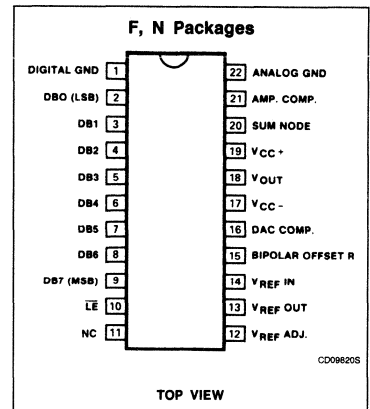 F, N Packages
DIGITAL GND 1
DBO (LSB) 2
DB1 3
DB2 4
DB3 5
DB4 6
DB5 7
DB6 8
DB7 (MSB) 9
L̅E̅ 10
NC 11
22 ANALOG GND
21 AMP. COMP.
20 SUM NODE
19 VCC +
18 VOUT
17 VCC −
16 DAC COMP.
15 BIPOLAR OFFSET R
14 VREF IN
13 VREF OUT
12 VREF ADJ.
CD09820S
TOP VIEW